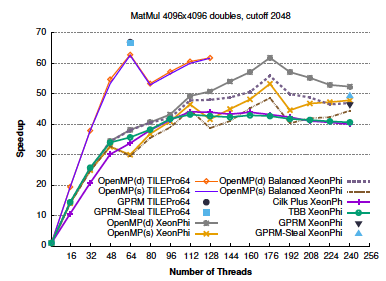 MatMul 4096x4096 doubles, cutoff 2048
70
60
50
40
30
20
10
0
Speedup
OpenMP(d) TILEPro64
OpenMP(s) TILEPro64
GPRM TILEPro64
GPRM-Steal TILEPro64
OpenMP(d) XeonPhi
OpenMP(s) XeonPhi
OpenMP(d) Balanced XeonPhi
OpenMP(s) Balanced XeonPhi
Cilk Plus XeonPhi
TBB XeonPhi
GPRM XeonPhi
GPRM-Steal XeonPhi
16 32 48 64 80 96 112 128 144 160 176 192 208 224 240 256
Number of Threads